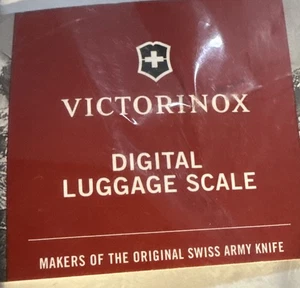 VICTORINOX
DIGITAL
LUGGAGE SCALE
MAKERS OF THE ORIGINAL SWISS ARMY KNIFE